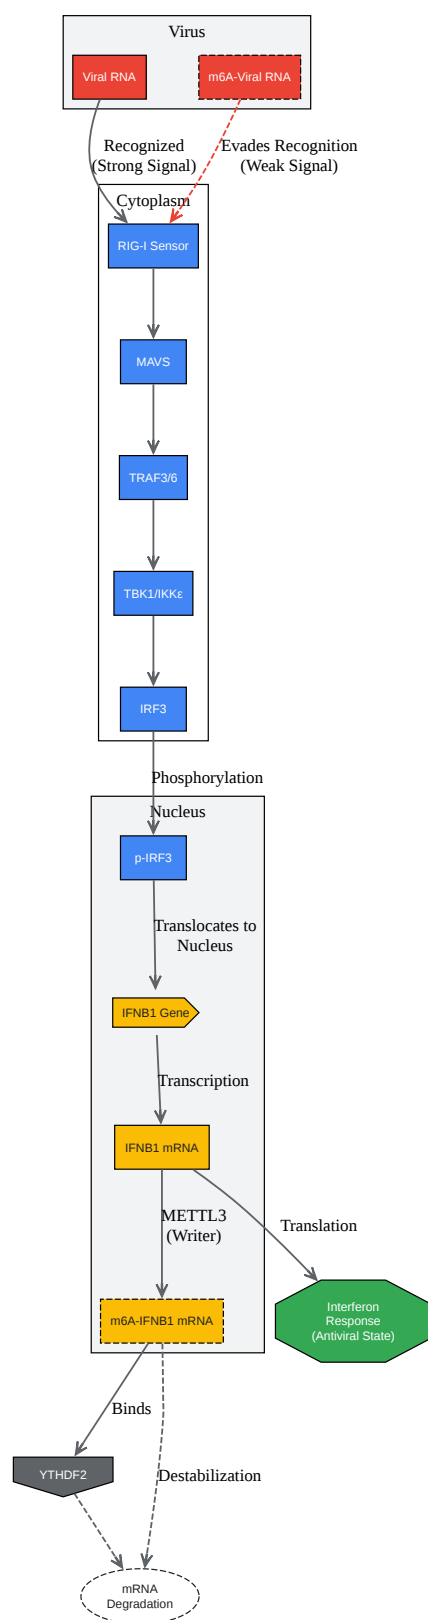 Virus
Viral RNA
m6A-Viral RNA
Recognized
(Strong Signal)
Evades Recognition
(Weak Signal)
Cytoplasm
RIG-I Sensor
MAVS
TRAF3/6
TBK1/IKKε
IRF3
Phosphorylation
Nucleus
p-IRF3
Translocates to
Nucleus
IFNB1 Gene
Transcription
IFNB1 mRNA
METTL3
(Writer)
Translation
m6A-IFNB1 mRNA
Interferon
Response
(Antiviral State)
Binds
YTHDF2
Destabilization
mRNA
Degradation